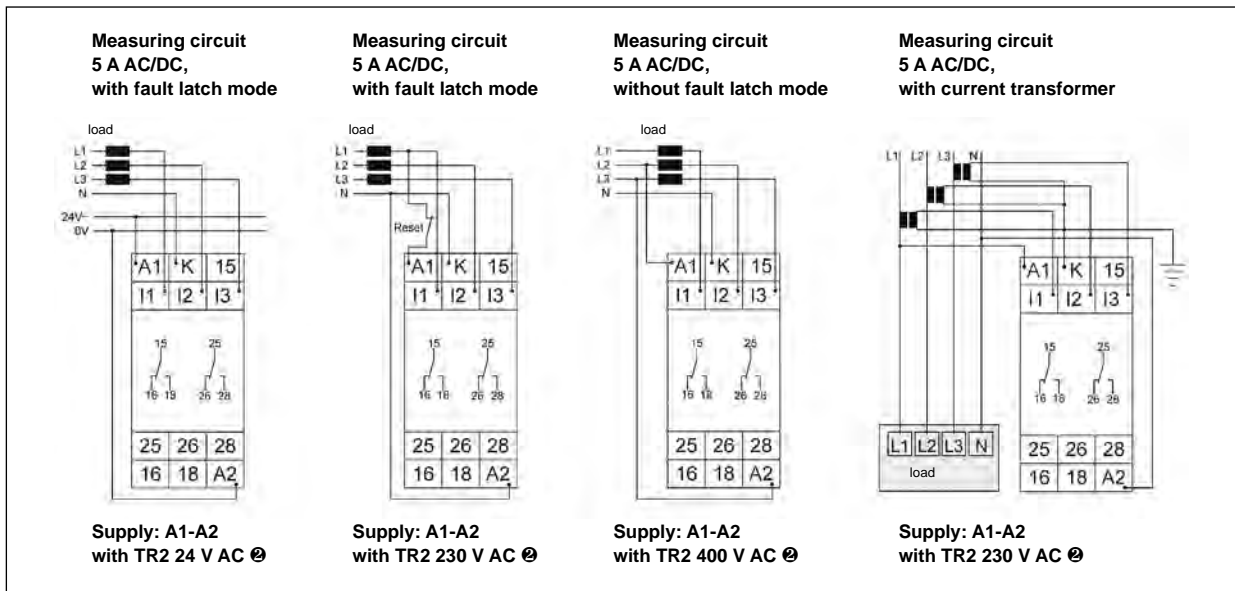 Measuring circuit
5 A AC/DC,
with fault latch mode
load
L1
L2
L3
N
24V~
0V
A1 K 15
I1 I2 I3
15 25
16 18 26 28
25 26 28
16 18 A2
Supply: A1-A2
with TR2 24 V AC ❷
Measuring circuit
5 A AC/DC,
with fault latch mode
load
L1
L2
L3
N
Reset
A1 K 15
I1 I2 I3
15 25
16 18 26 28
25 26 28
16 18 A2
Supply: A1-A2
with TR2 230 V AC ❷
Measuring circuit
5 A AC/DC,
without fault latch mode
load
L1
L2
L3
N
A1 K 15
I1 I2 I3
15 25
16 18 26 28
25 26 28
16 18 A2
Supply: A1-A2
with TR2 400 V AC ❷
Measuring circuit
5 A AC/DC,
with current transformer
L1 L2 L3 N
A1 K 15
I1 I2 I3
15 25
16 18 26 28
L1 L2 L3 N
load
25 26 28
16 18 A2
Supply: A1-A2
with TR2 230 V AC ❷